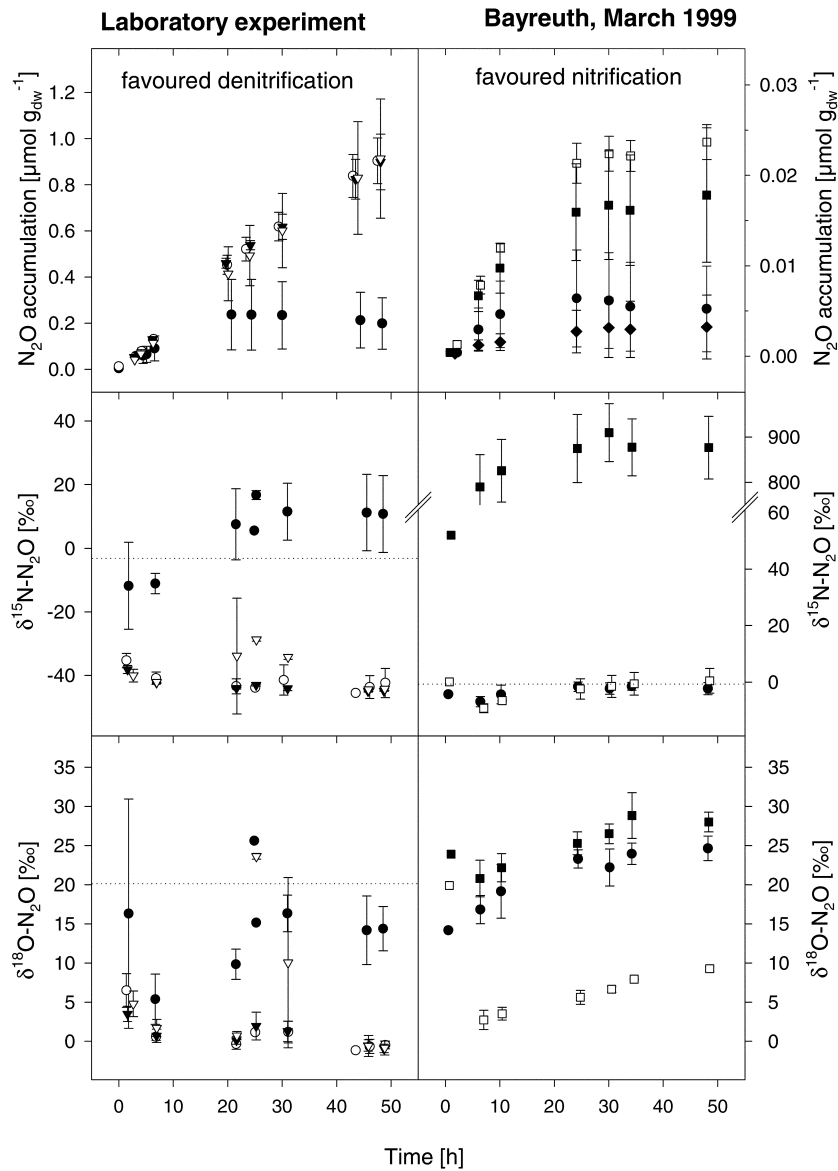 Laboratory experiment
Bayreuth, March 1999
favoured denitrification
favoured nitrification
N₂O accumulation [µmol g_dw⁻¹]
1.2
1.0
0.8
0.6
0.4
0.2
0.0
N₂O accumulation [µmol g_dw⁻¹]
0.03
0.02
0.01
0.00
δ¹⁵N-N₂O [‰]
40
20
0
-20
-40
δ¹⁵N-N₂O [‰]
900
800
60
40
20
0
δ¹⁸O-N₂O [‰]
35
30
25
20
15
10
5
0
δ¹⁸O-N₂O [‰]
35
30
25
20
15
10
5
0
0 10 20 30 40 50
0 10 20 30 40 50
Time [h]